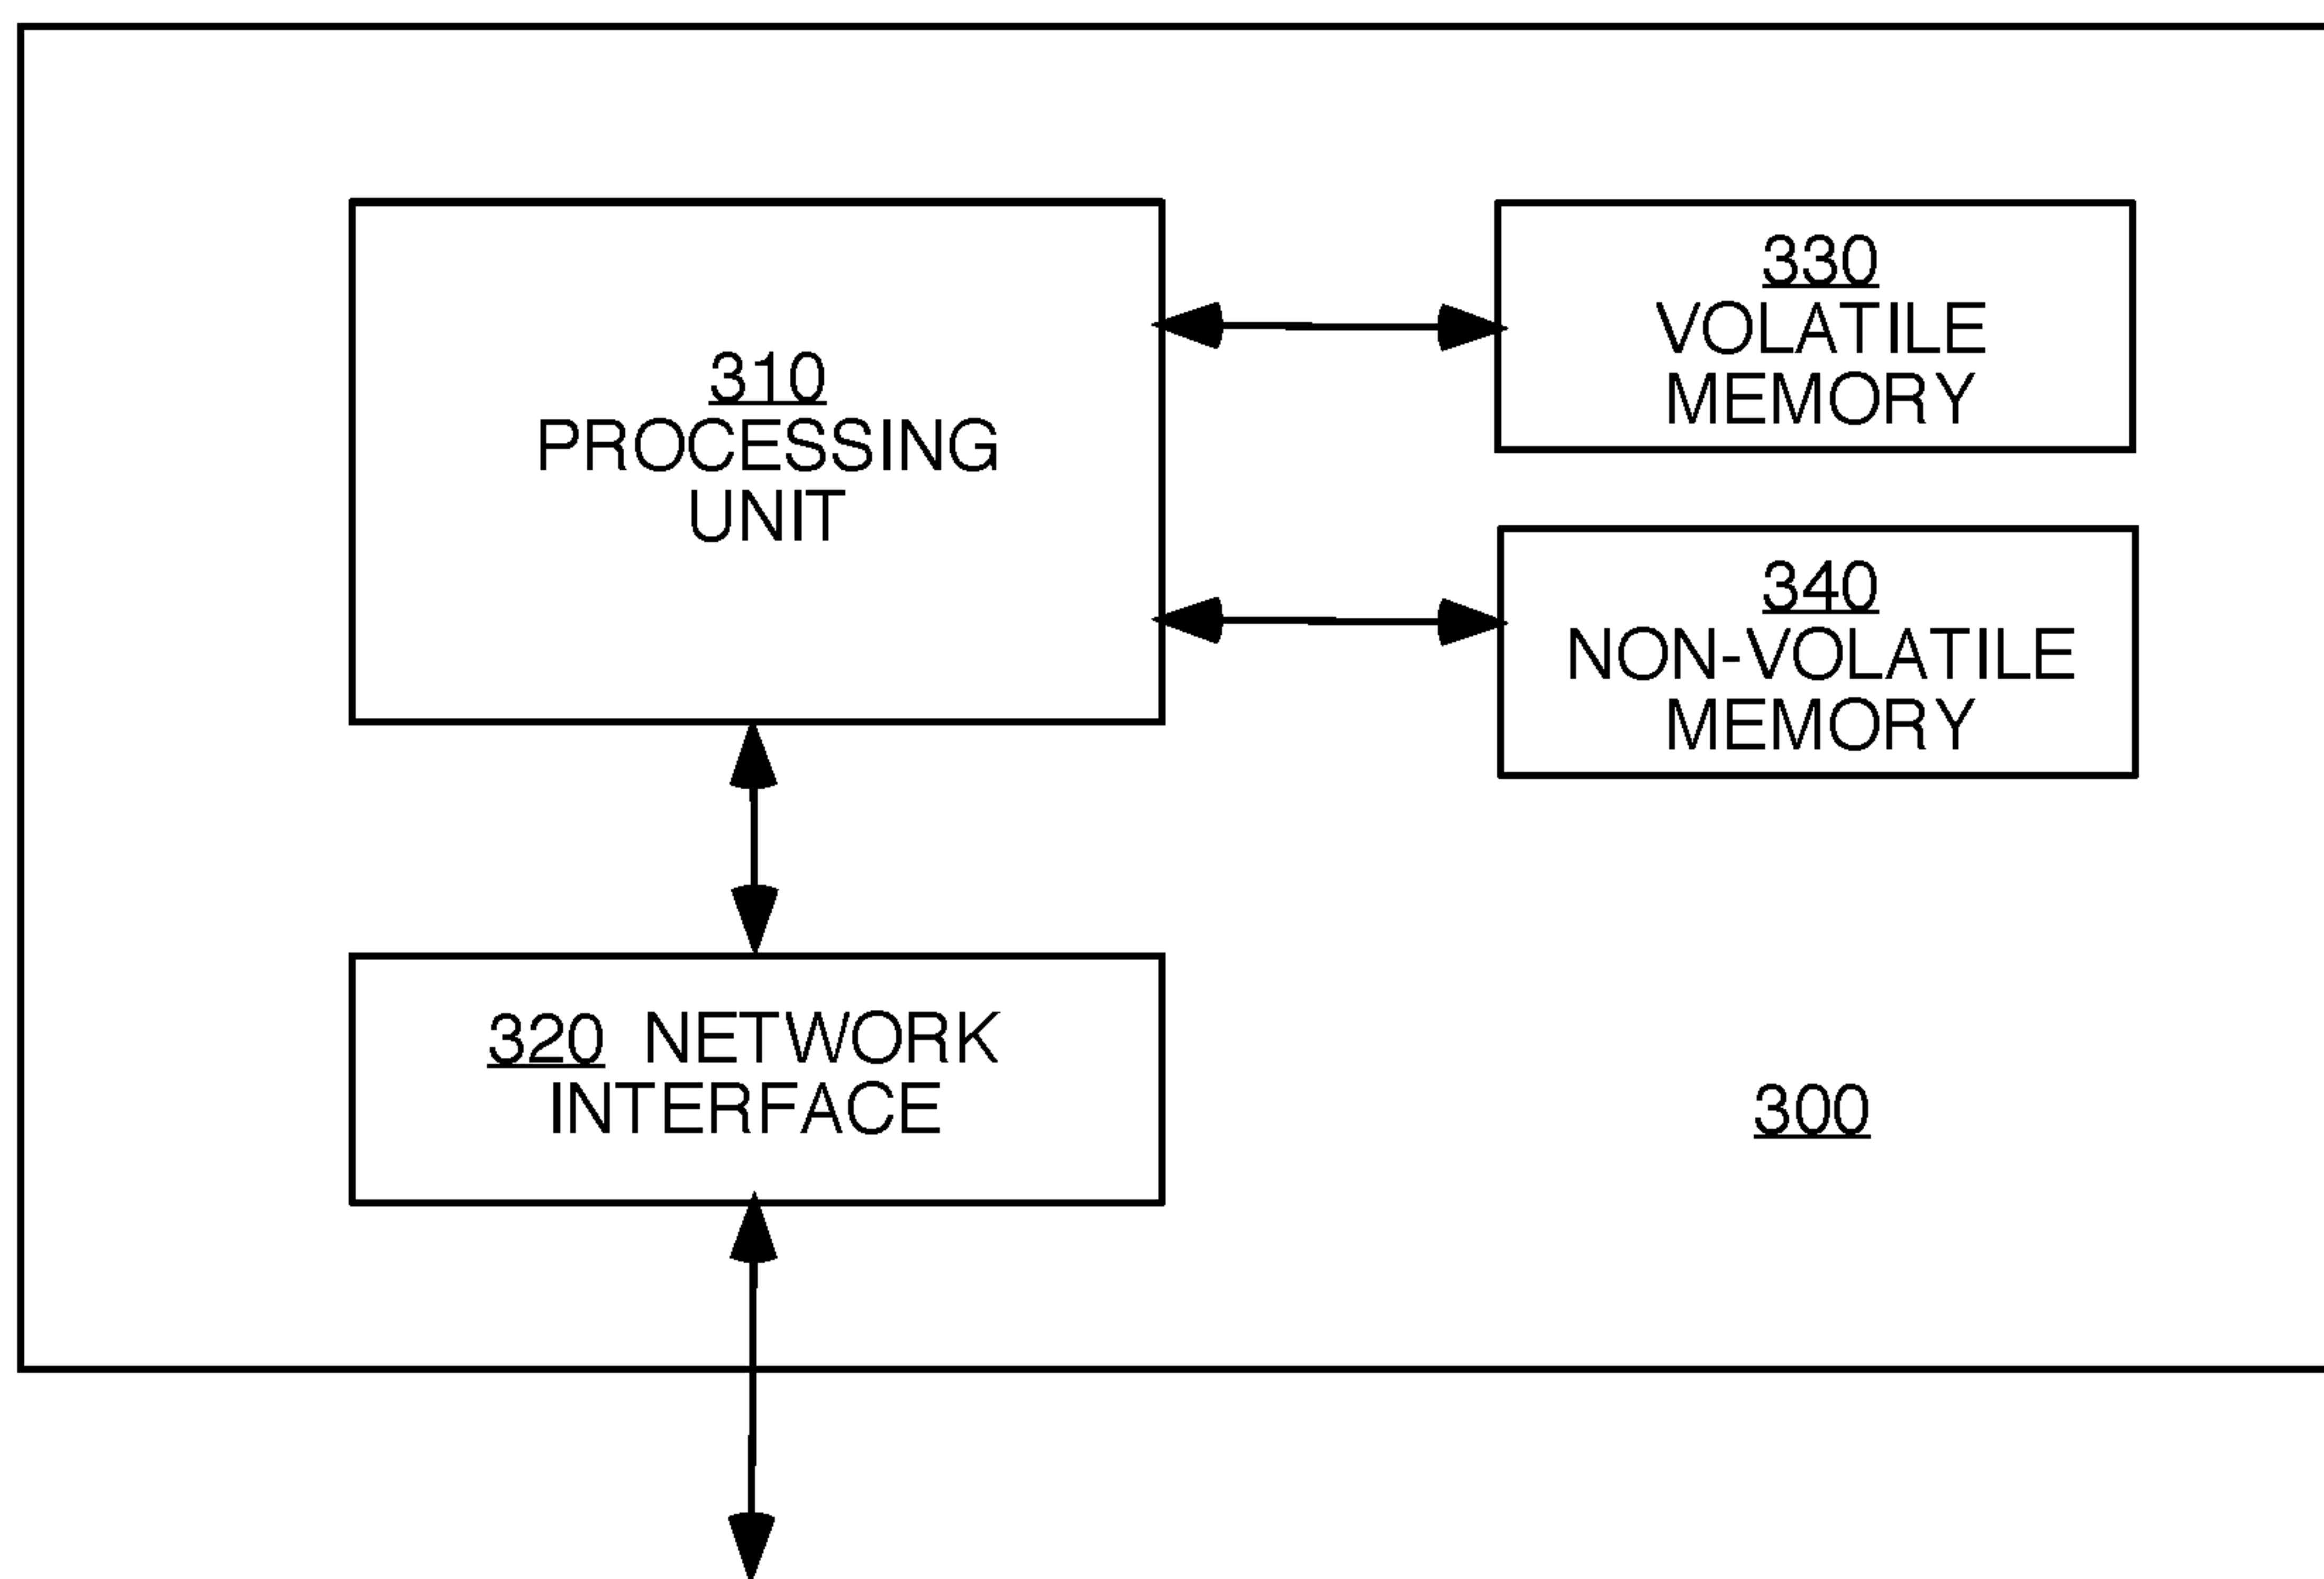 310
PROCESSING
UNIT
330
VOLATILE
MEMORY
340
NON-VOLATILE
MEMORY
320 NETWORK
INTERFACE
300